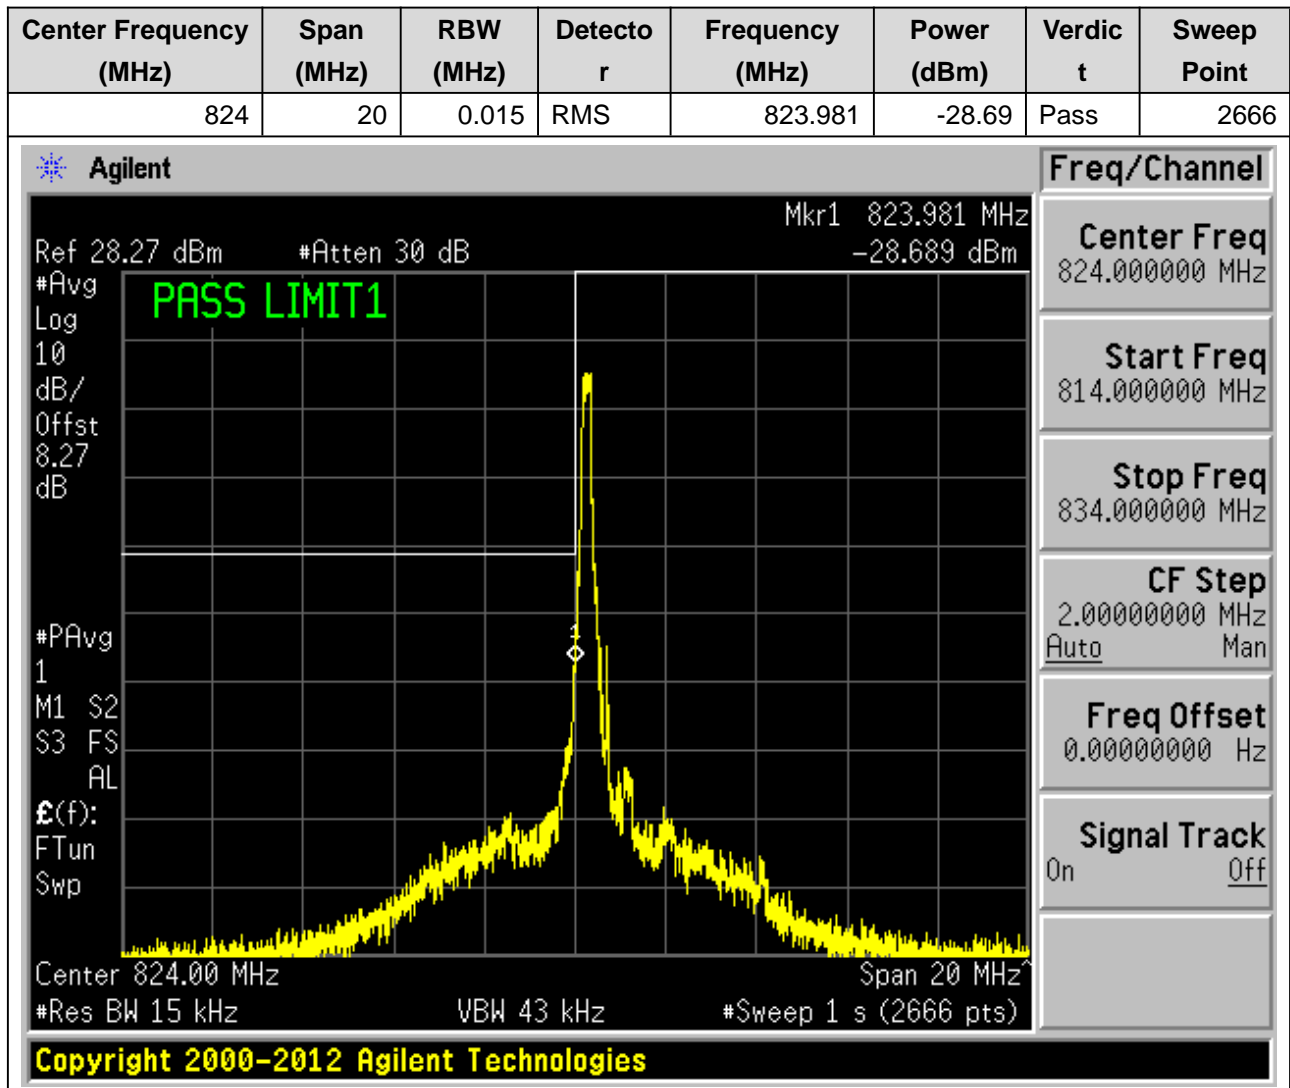 Center Frequency Span RBW Detecto Frequency Power Verdic Sweep
(MHz) (MHz) (MHz) r (MHz) (dBm) t Point
824 20 0.015 RMS 823.981 -28.69 Pass 2666
Agilent
Freq/Channel
Mkr1 823.981 MHz
Ref 28.27 dBm #Atten 30 dB -28.689 dBm
#Avg
Log
10
dB/
Offst
8.27
dB
PASS LIMIT1
1
#PAvg
1
M1 S2
S3 FS
AL
£(f):
FTun
Swp
Center 824.00 MHz Span 20 MHz^
#Res BW 15 kHz VBW 43 kHz #Sweep 1 s (2666 pts)
Center Freq
824.000000 MHz
Start Freq
814.000000 MHz
Stop Freq
834.000000 MHz
CF Step
2.00000000 MHz
Auto Man
Freq Offset
0.00000000 Hz
Signal Track
On Off
Copyright 2000-2012 Agilent Technologies